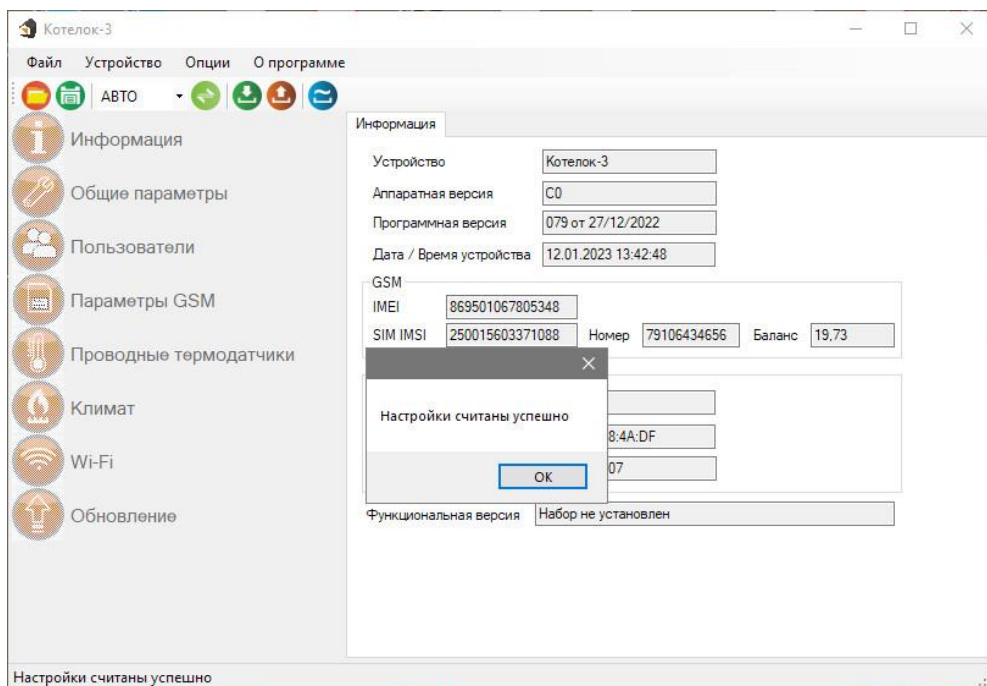 Котелок-3
Файл Устройство Опции О программе
АВТО
Информация
Общие параметры
Пользователи
Параметры GSM
Проводные термодатчики
Климат
Wi-Fi
Обновление
Информация
Устройство Котелок-3
Аппаратная версия C0
Программная версия 079 от 27/12/2022
Дата / Время устройства 12.01.2023 13:42:48
GSM
IMEI 869501067805348
SIM IMSI 250015603371088 Номер 79106434656 Баланс 19,73
Настройки считаны успешно
OK
8:4A:DF
07
Функциональная версия Набор не установлен
Настройки считаны успешно